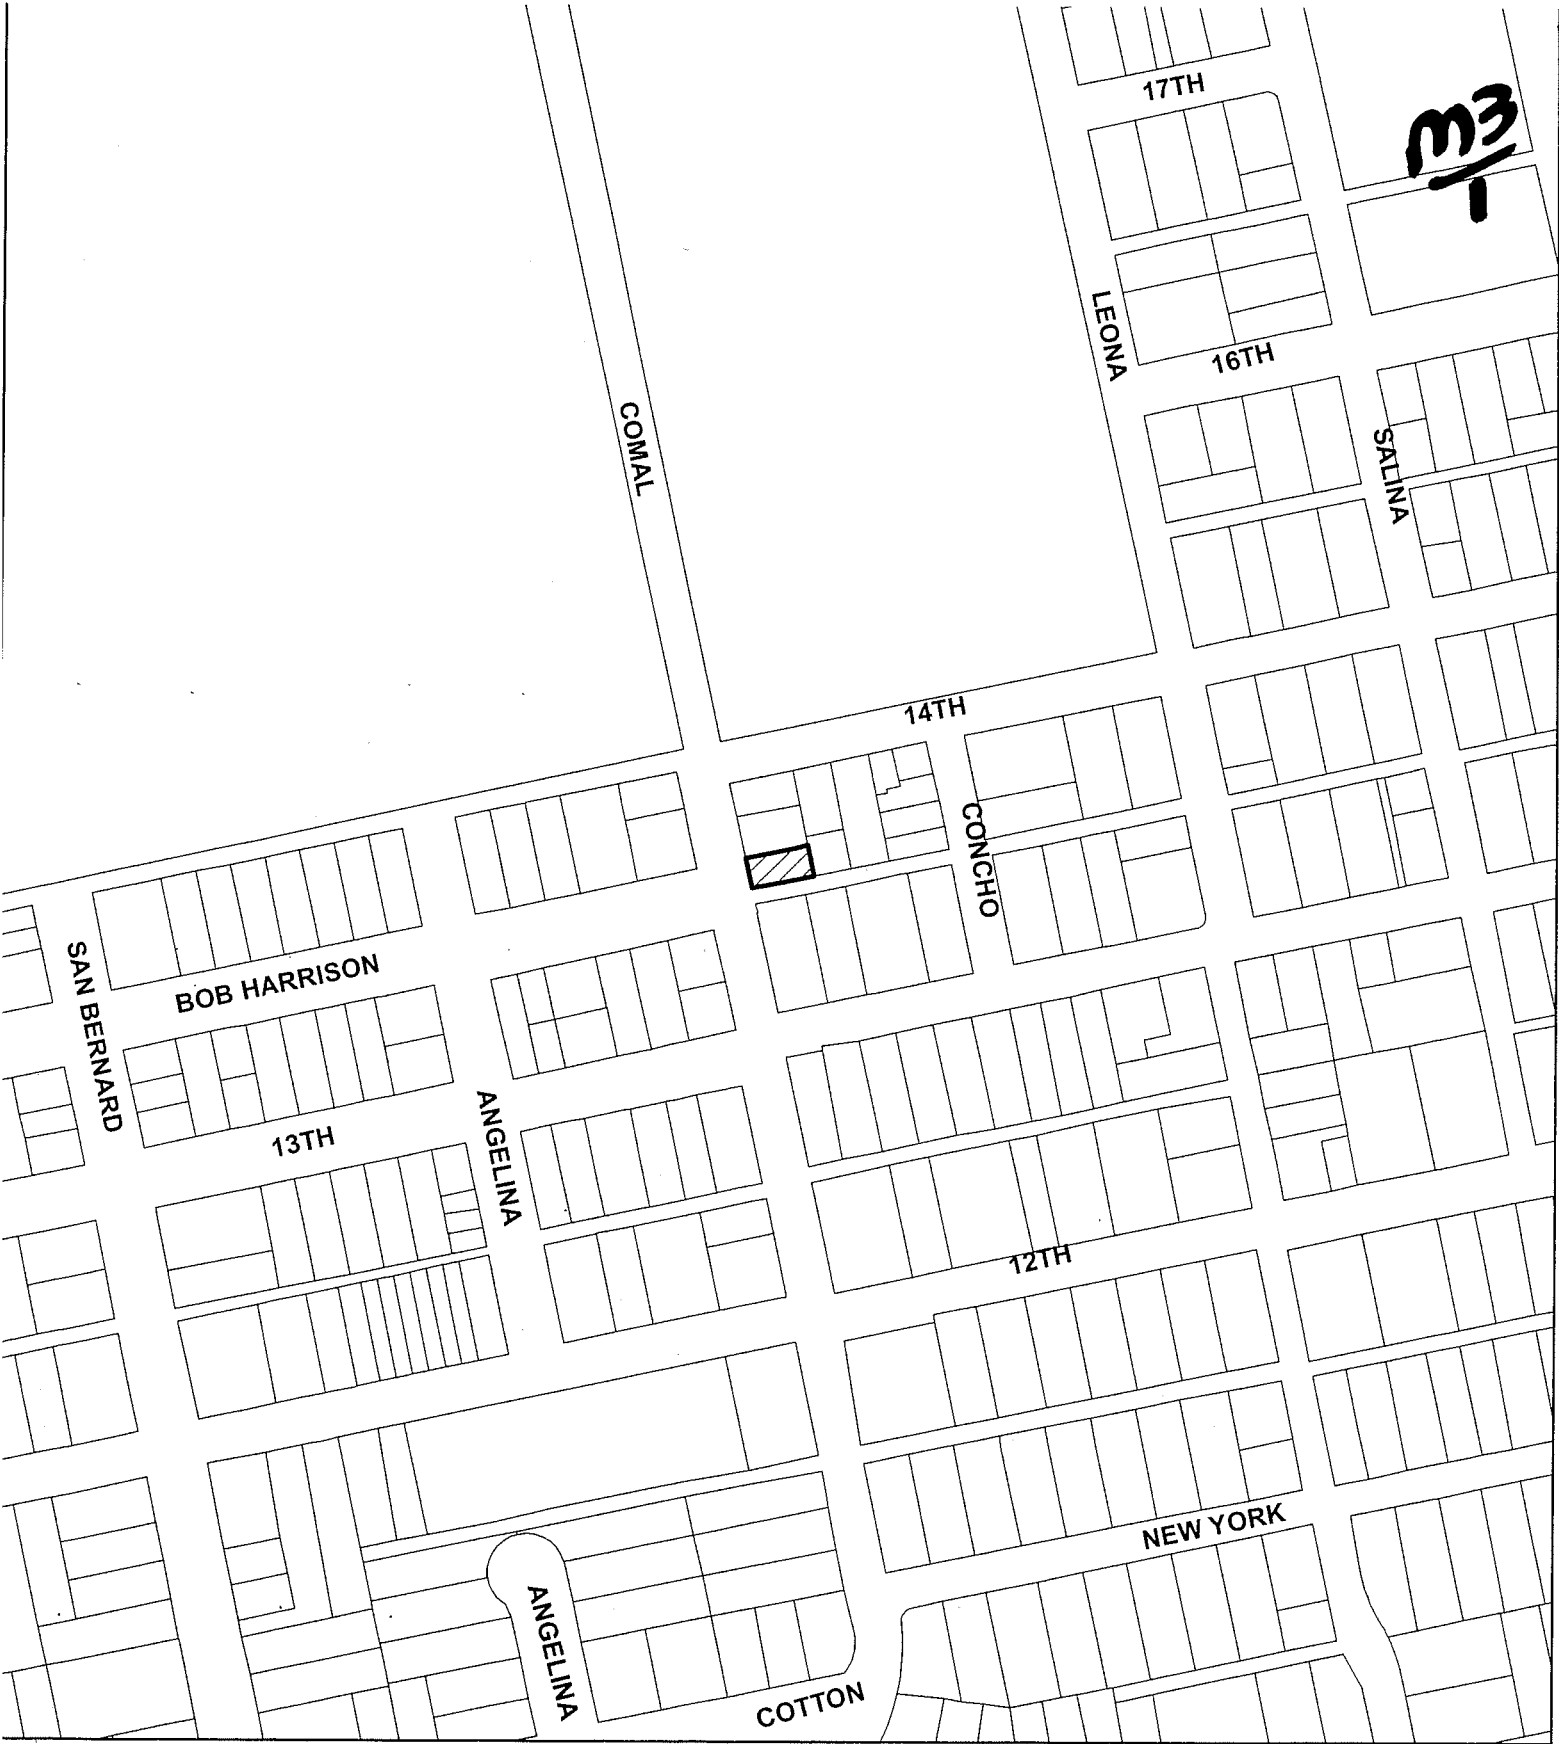 17TH
M3
1
LEONA
16TH
COMAL
SALINA
14TH
CONCHO
SAN BERNARD
BOB HARRISON
ANGELINA
13TH
12TH
NEW YORK
ANGELINA
COTTON